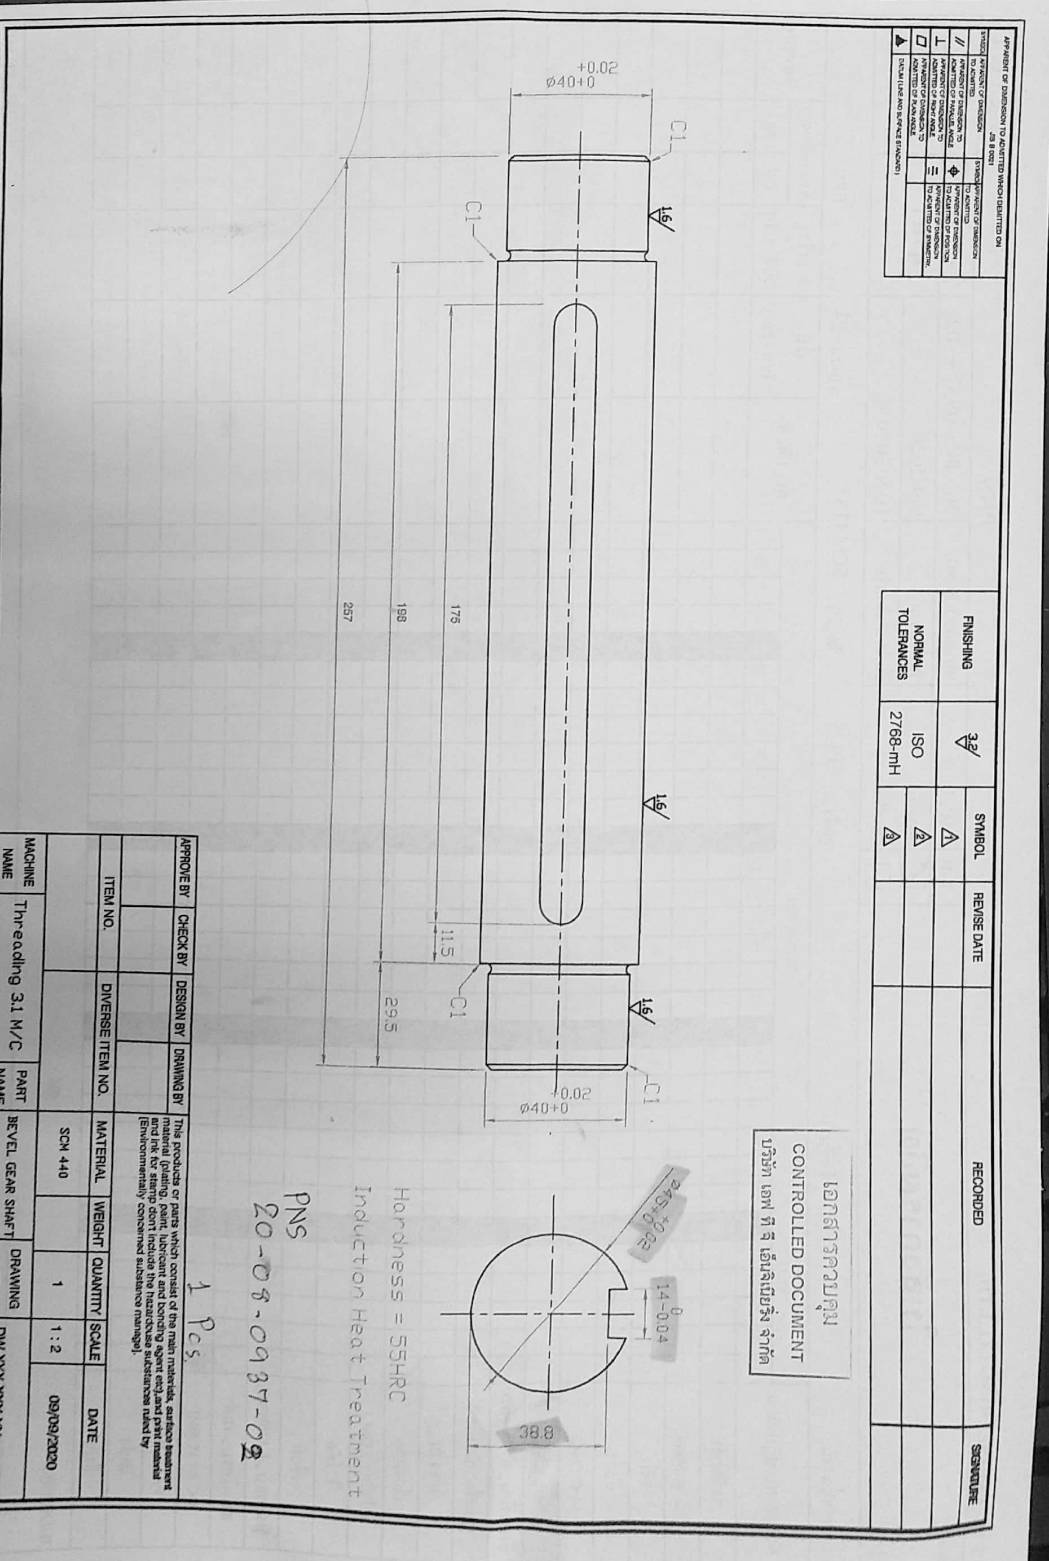 APPARENT OF DIMENSION TO ADMITTED WHICH DEMITTED ON
JIS B 0021
SYMBOL APPARENT OF DIMENSION TO ADMITTED SYMBOL APPARENT OF DIMENSION TO ADMITTED
// APPARENT OF DIMENSION TO ADMITTED OF PARALLEL ANGLE ⌖ APPARENT OF DIMENSION TO ADMITTED OF POSITION
⊥ APPARENT OF DIMENSION TO ADMITTED OF RIGHT ANGLE APPARENT OF DIMENSION TO ADMITTED OF SYMMETRY.
APPARENT OF DIMENSION TO ADMITTED OF PLAIN ANGLE
DATUM ( LINE AND SURFACE STANDARD )
FINISHING 3.2/
NORMAL TOLERANCES ISO 2768-mH
SYMBOL REVISE DATE RECORDED SIGNATURE
1
2
3
เอกสารควบคุม
CONTROLLED DOCUMENT
บริษัท เอฟ ที จี เอ็นจิเนียริ่ง จำกัด
C1 1.6/ 1.6/ 1.6/ C1
ø40+0 +0.02
ø40+0 +0.02
C1 C1
175
11.5
198
29.5
257
ø45+0 +0.02
0
14-0.04
38.8
Hardness = 55HRC
Induction Heat Treatment
PNS
20-08-0937-02
1 Pcs.
APPROVE BY CHECK BY DESIGN BY DRAWING BY
This products or parts which consist of the main materials, surface treatment
material (plating, paint, lubricant and bonding agent etc),and print material
and ink for stamp don't include the hazardouse substances ruled by
[Environmentally concerned substance manage].
ITEM NO. DIVERSE ITEM NO. MATERIAL WEIGHT QUANTITY SCALE DATE
SCM 440 1 1 : 2 09/09/2020
MACHINE NAME Threading 3.1 M/C PART NAME BEVEL GEAR SHAFT DRAWING